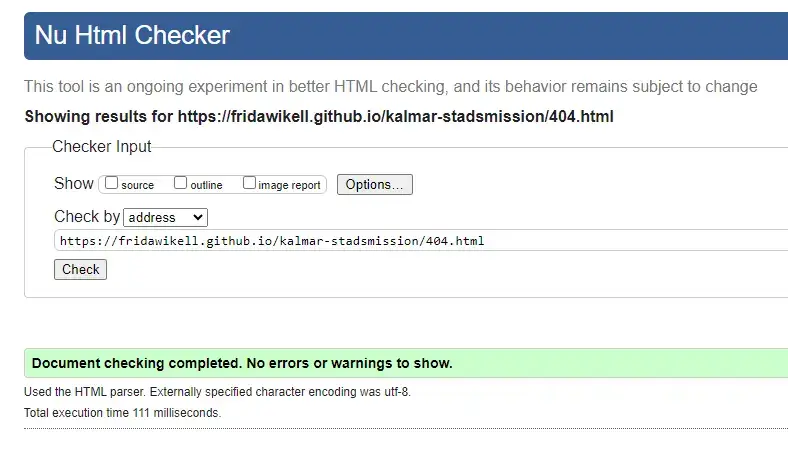 Nu Html Checker
This tool is an ongoing experiment in better HTML checking, and its behavior remains subject to change
Showing results for https://fridawikell.github.io/kalmar-stadsmission/404.html
Checker Input
Show source outline image report Options...
Check by address
https://fridawikell.github.io/kalmar-stadsmission/404.html
Check
Document checking completed. No errors or warnings to show.
Used the HTML parser. Externally specified character encoding was utf-8.
Total execution time 111 milliseconds.